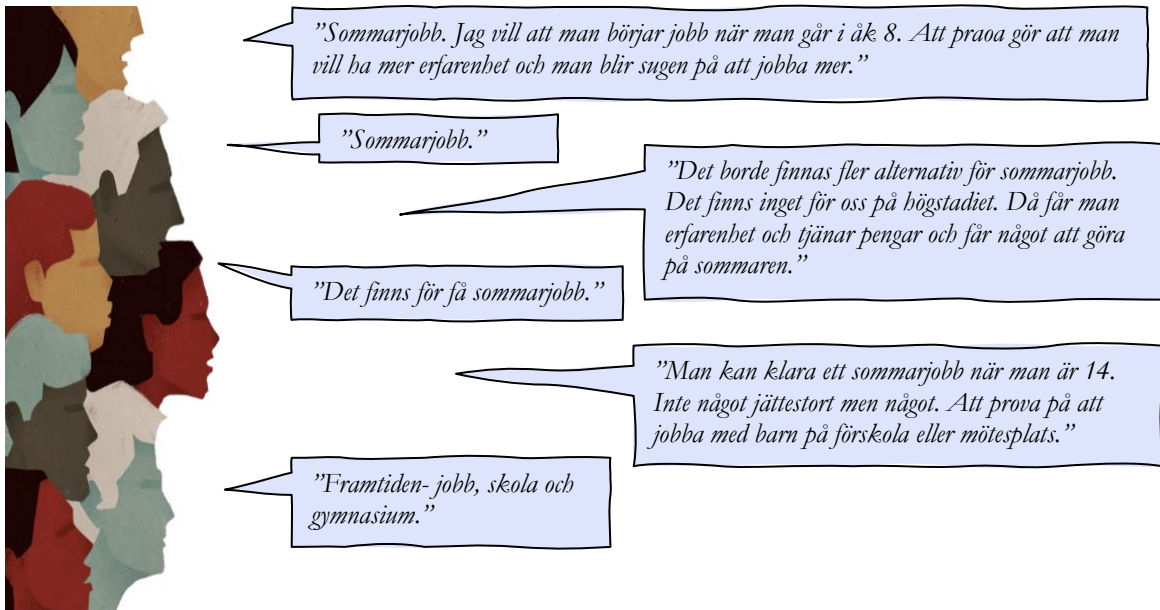 ”Sommarjobb. Jag vill att man börjar jobb när man går i åk 8. Att praoa gör att man
vill ha mer erfarenhet och man blir sugen på att jobba mer.”
”Sommarjobb.”
”Det borde finnas fler alternativ för sommarjobb.
Det finns inget för oss på högstadiet. Då får man
erfarenhet och tjänar pengar och får något att göra
på sommaren.”
”Det finns för få sommarjobb.”
”Man kan klara ett sommarjobb när man är 14.
Inte något jättestort men något. Att prova på att
jobba med barn på förskola eller mötesplats.”
”Framtiden- jobb, skola och
gymnasium.”